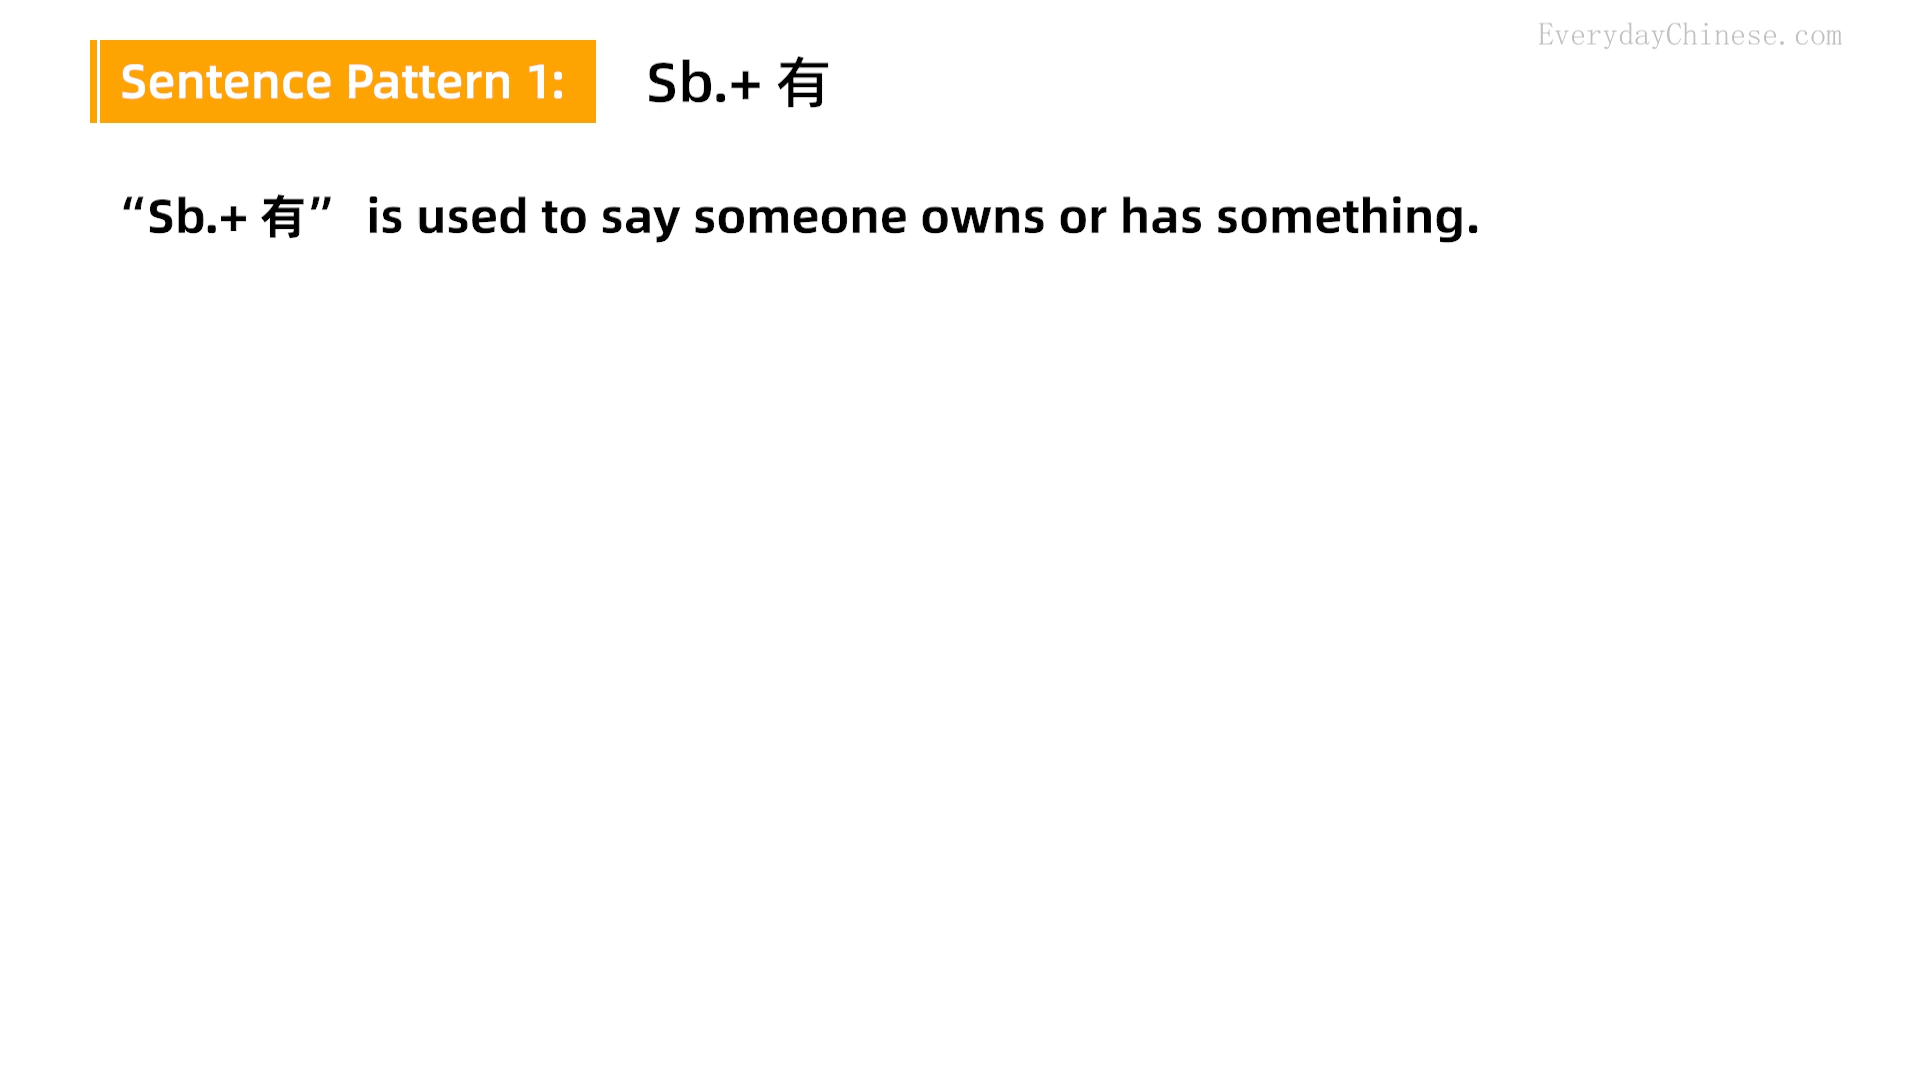 EverydayChinese.com
Sentence Pattern 1: Sb.+ 有
“Sb.+ 有” is used to say someone owns or has something.